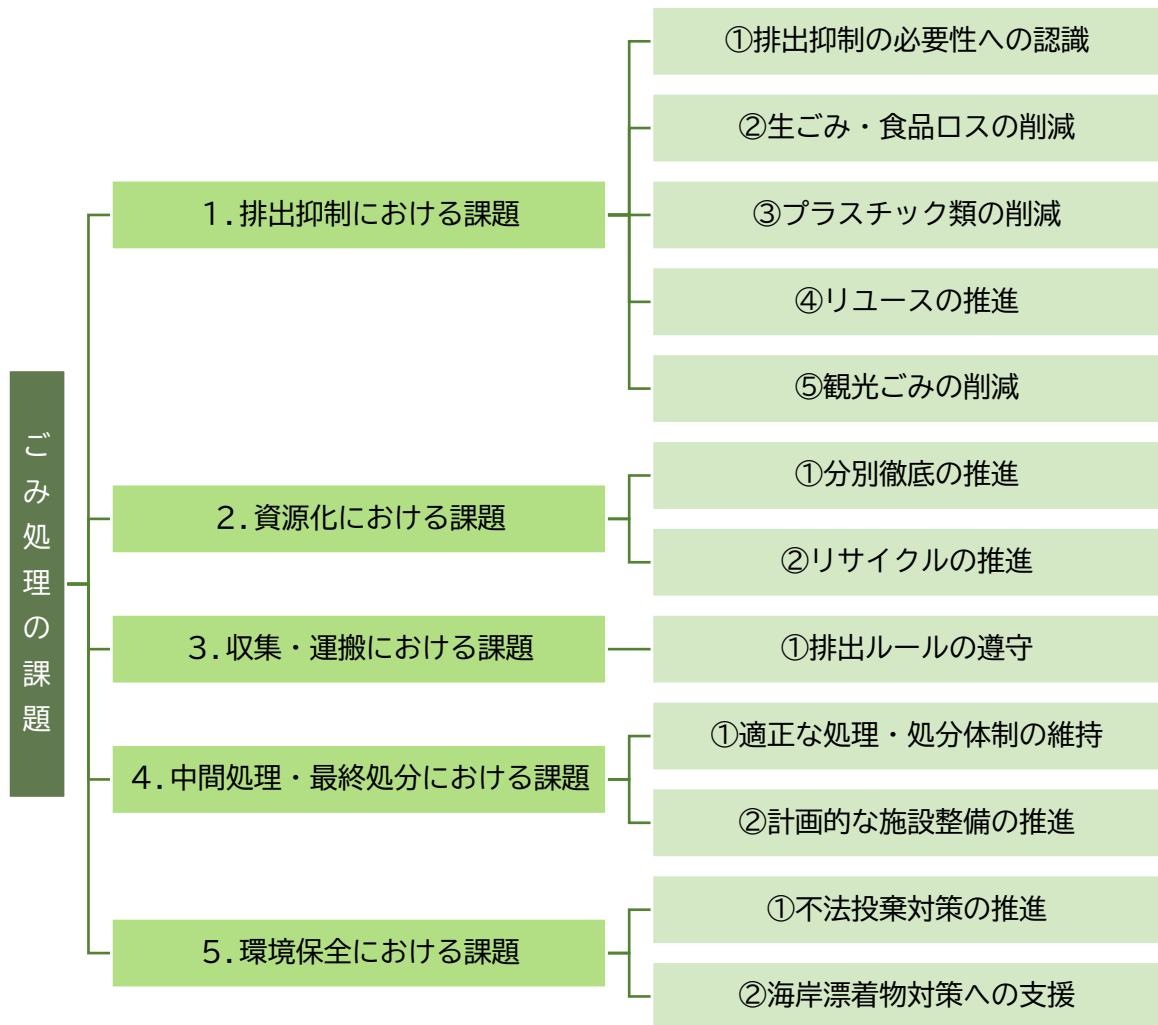 ごみ処理の課題
1.排出抑制における課題
①排出抑制の必要性への認識
②生ごみ・食品ロスの削減
③プラスチック類の削減
④リユースの推進
⑤観光ごみの削減
2.資源化における課題
①分別徹底の推進
②リサイクルの推進
3.収集・運搬における課題
①排出ルールの遵守
4.中間処理・最終処分における課題
①適正な処理・処分体制の維持
②計画的な施設整備の推進
5.環境保全における課題
①不法投棄対策の推進
②海岸漂着物対策への支援